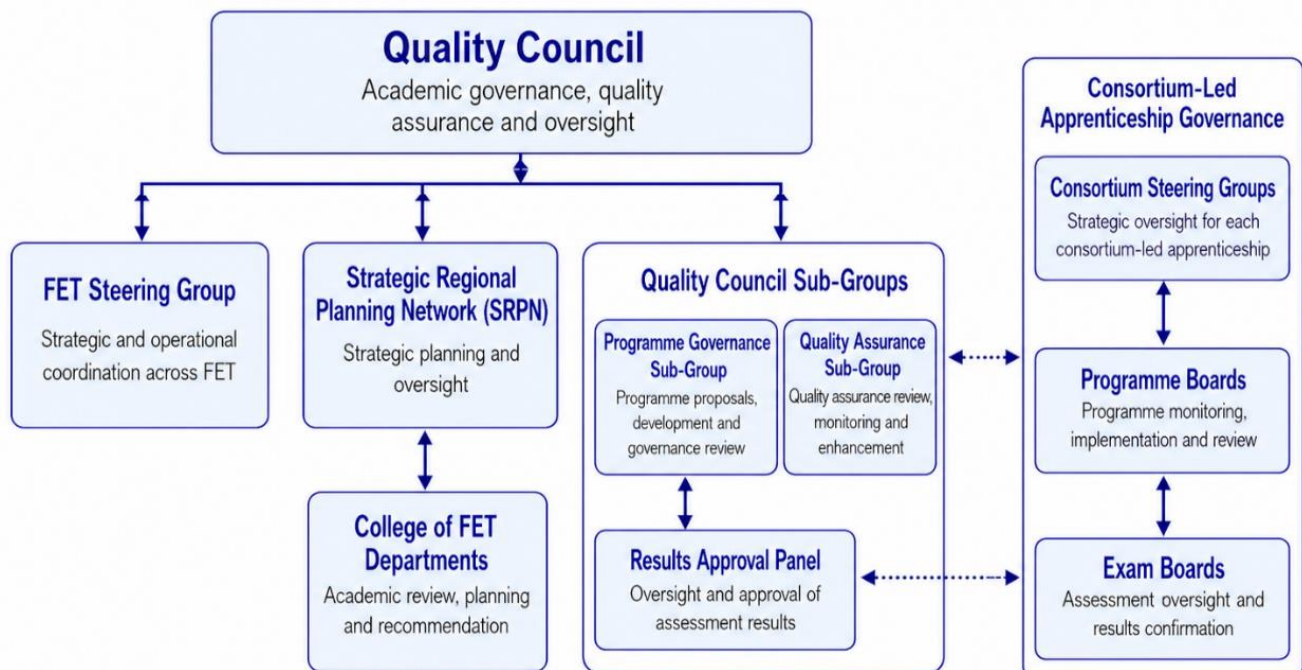 Quality Council
Academic governance, quality
assurance and oversight
FET Steering Group
Strategic and operational
coordination across FET
Strategic Regional
Planning Network (SRPN)
Strategic planning and
oversight
College of FET
Departments
Academic review, planning
and recommendation
Quality Council Sub-Groups
Programme Governance
Sub-Group
Programme proposals,
development and
governance review
Quality Assurance
Sub-Group
Quality assurance review,
monitoring and
enhancement
Results Approval Panel
Oversight and approval of
assessment results
Consortium-Led
Apprenticeship Governance
Consortium Steering Groups
Strategic oversight for each
consortium-led apprenticeship
Programme Boards
Programme monitoring,
implementation and review
Exam Boards
Assessment oversight and
results confirmation